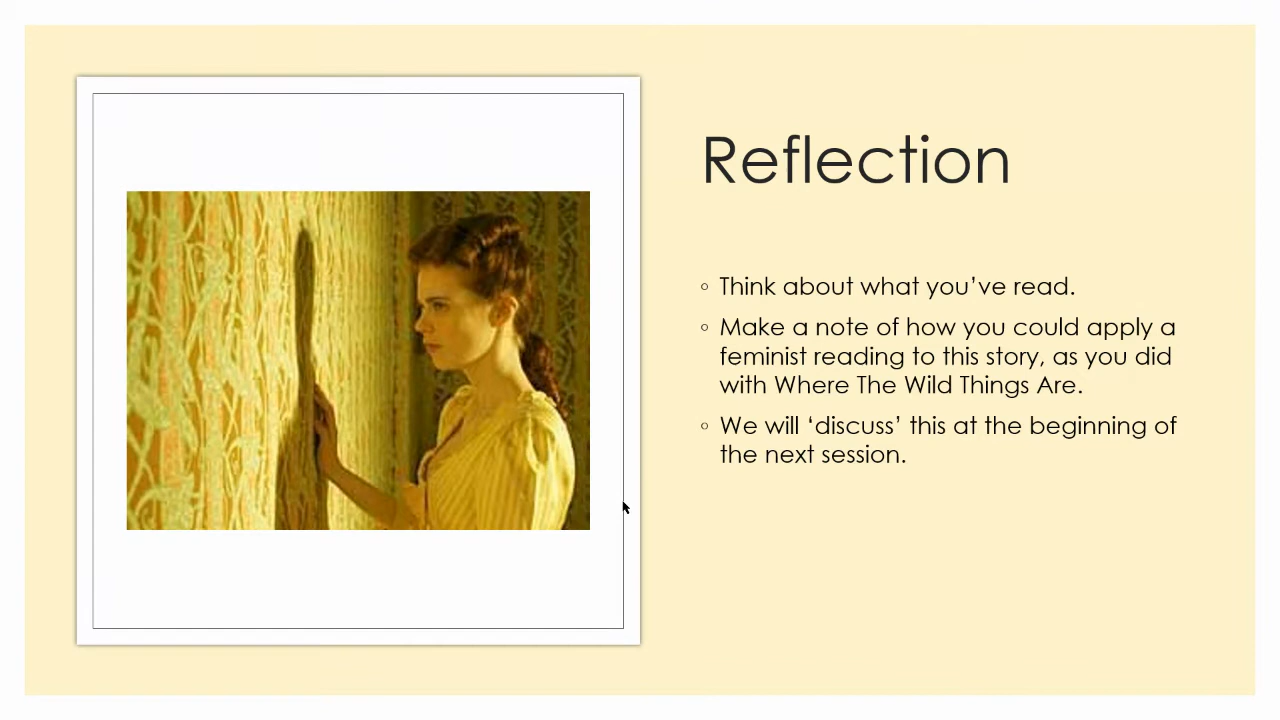 Reflection
◦ Think about what you’ve read.
◦ Make a note of how you could apply a
feminist reading to this story, as you did
with Where The Wild Things Are.
◦ We will ‘discuss’ this at the beginning of
the next session.